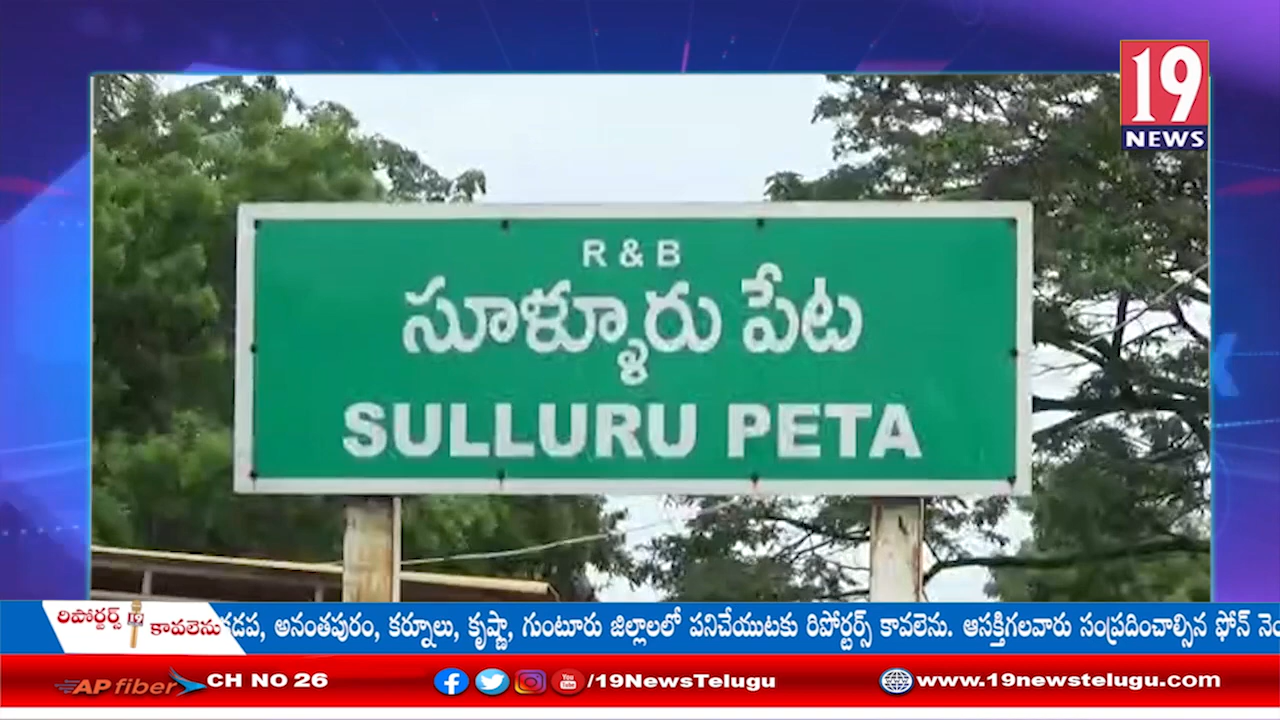 19
NEWS
R & B
సూళ్ళూరు పేట
SULLURU PETA
రిపోర్టర్స్ 19 కావలెను
కడప, అనంతపురం, కర్నూలు, కృష్ణా, గుంటూరు జిల్లాలలో పనిచేయుటకు రిపోర్టర్స్ కావలెను. ఆసక్తిగలవారు సంప్రదించాల్సిన ఫోన్
AP fiber CH NO 26 /19NewsTelugu www.19newstelugu.com